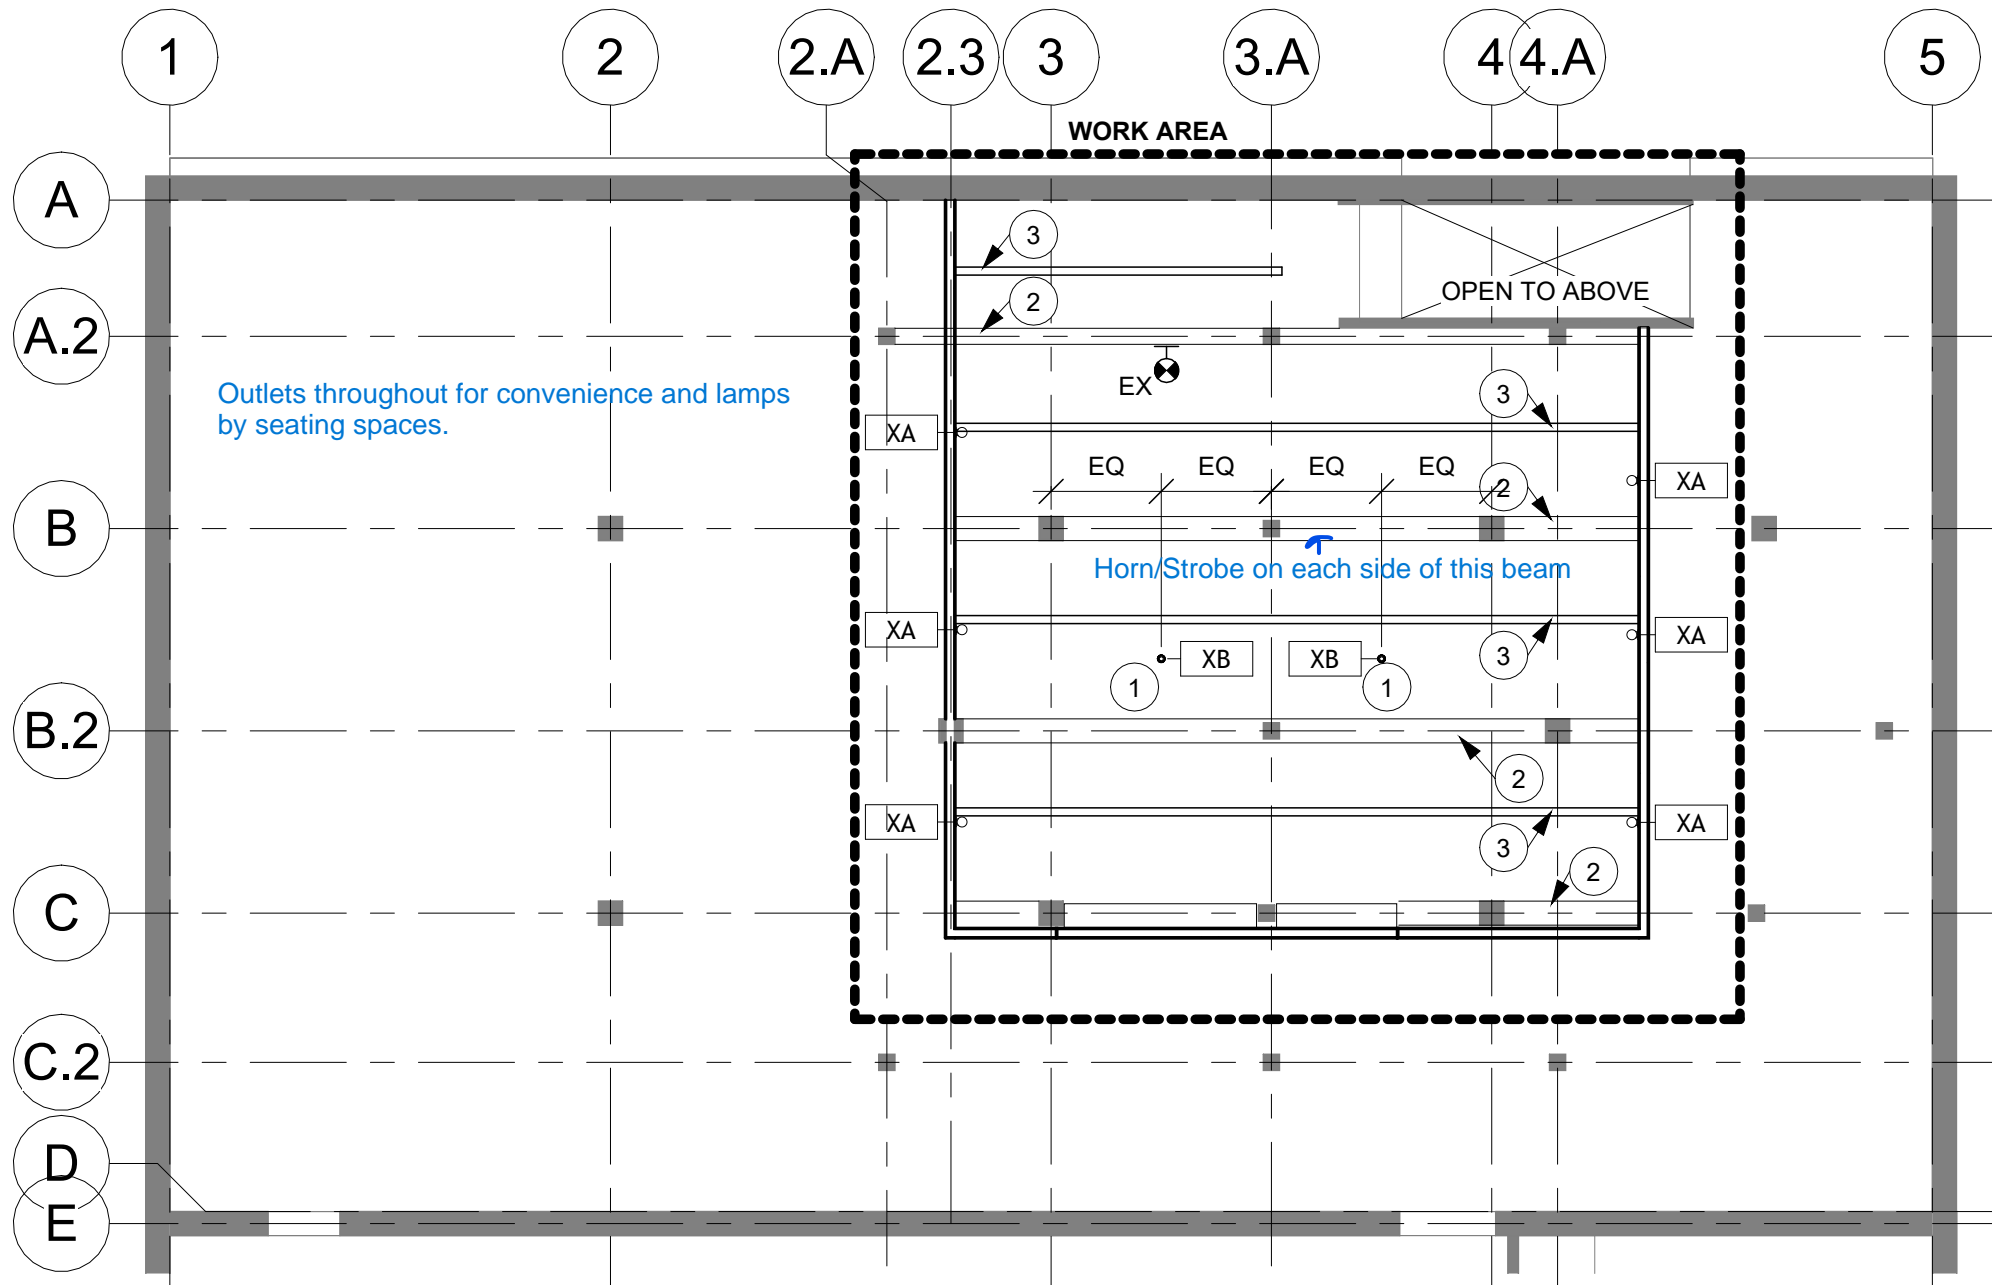 1 2 2.A 2.3 3 3.A 4 4.A 5
WORK AREA
A
3
OPEN TO ABOVE
2
A.2
EX
Outlets throughout for convenience and lamps
by seating spaces.
3
XA
EQ EQ EQ EQ
2
XA
B
Horn/Strobe on each side of this beam
XA
XA
3
XB XB
1 1
B.2
2
XA
XA
3
2
C
C.2
D
E